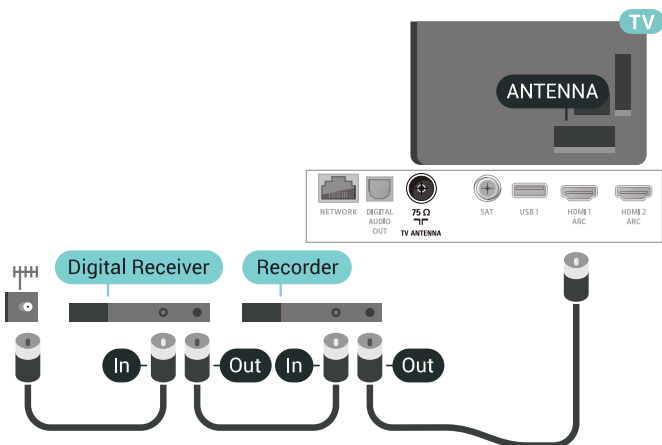 TV
ANTENNA
NETWORK
DIGITAL
AUDIO
OUT
75 Ω
TV ANTENNA
SAT
USB 1
HDMI 1
ARC
HDMI 2
ARC
Digital Receiver
Recorder
In
Out
In
Out